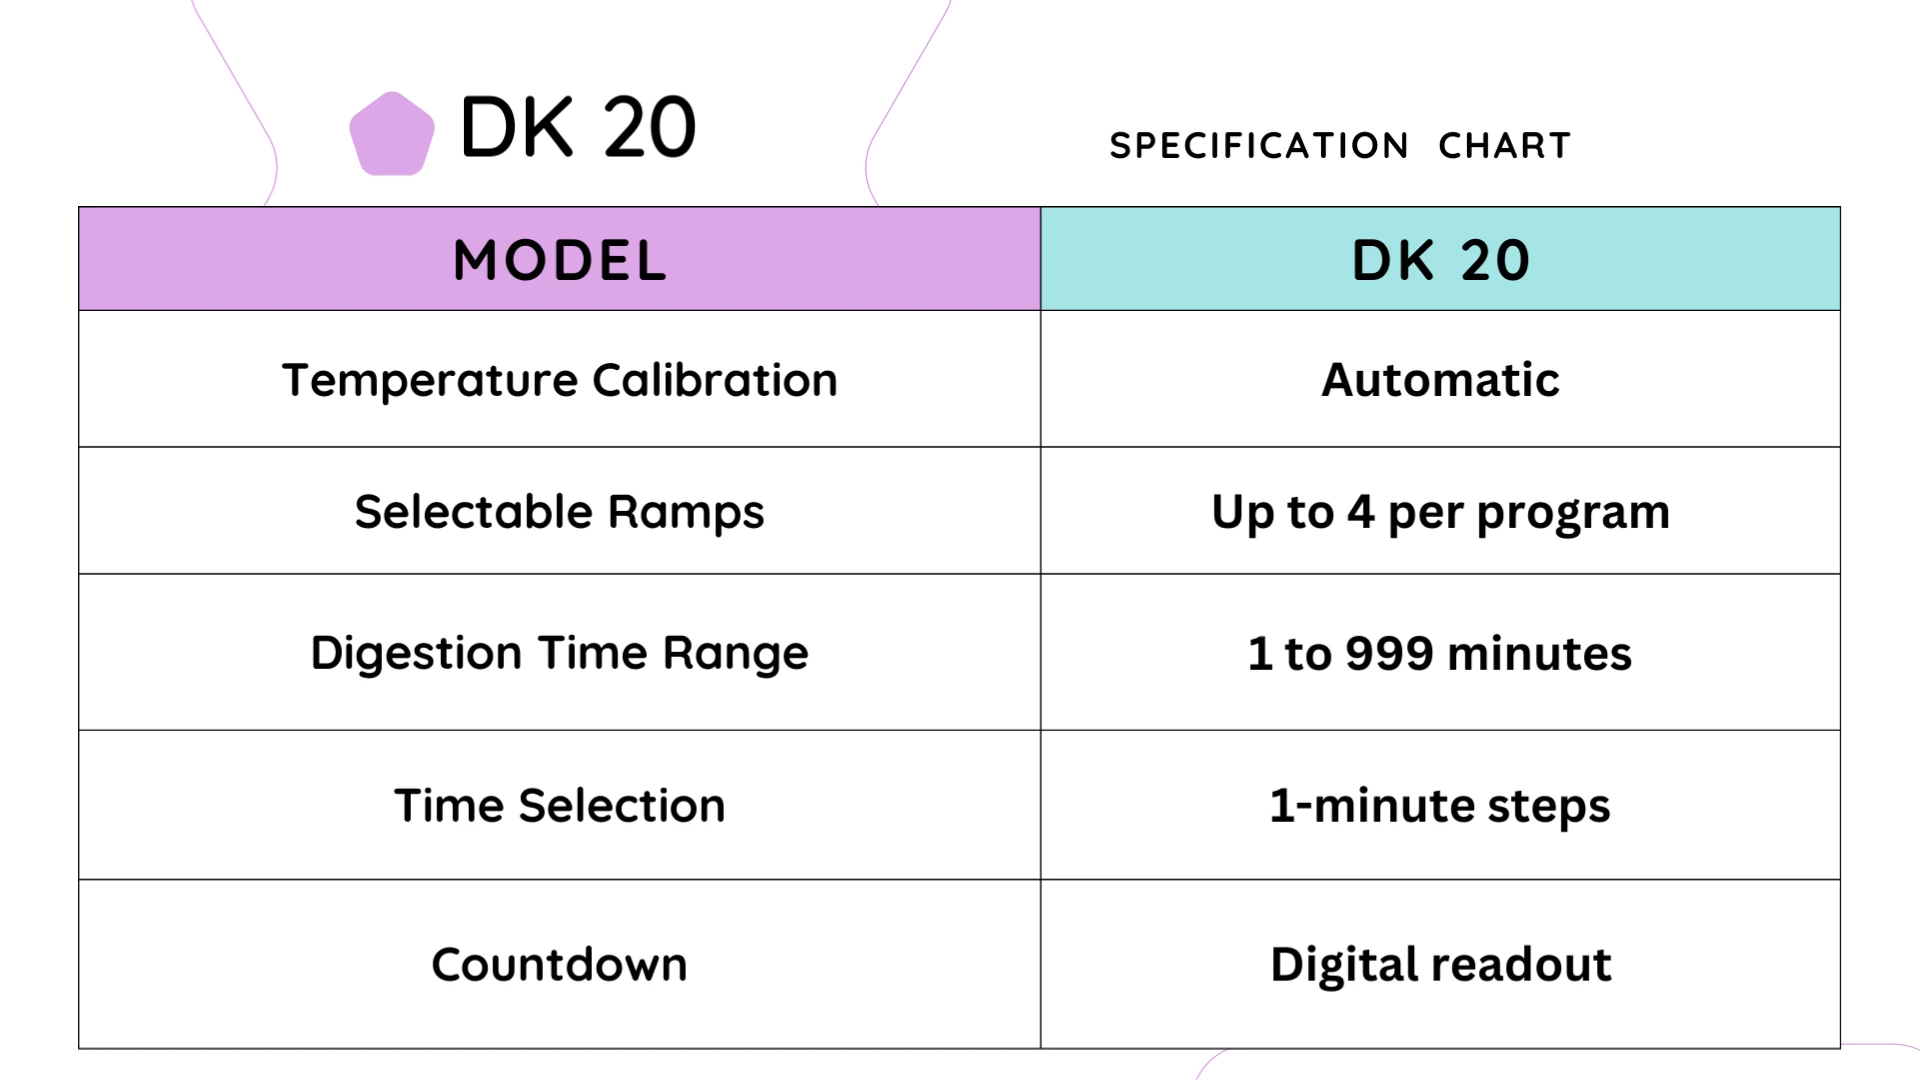 DK 20
SPECIFICATION CHART
MODEL
DK 20
Temperature Calibration
Automatic
Selectable Ramps
Up to 4 per program
Digestion Time Range
1 to 999 minutes
Time Selection
1-minute steps
Countdown
Digital readout